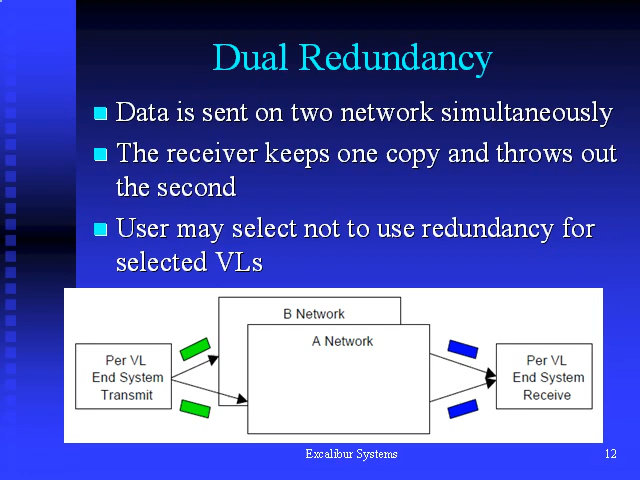 Dual Redundancy
Data is sent on two network simultaneously
The receiver keeps one copy and throws out
the second
User may select not to use redundancy for
selected VLs
B Network
A Network
Per VL
End System
Transmit
Per VL
End System
Receive
Excalibur Systems
12